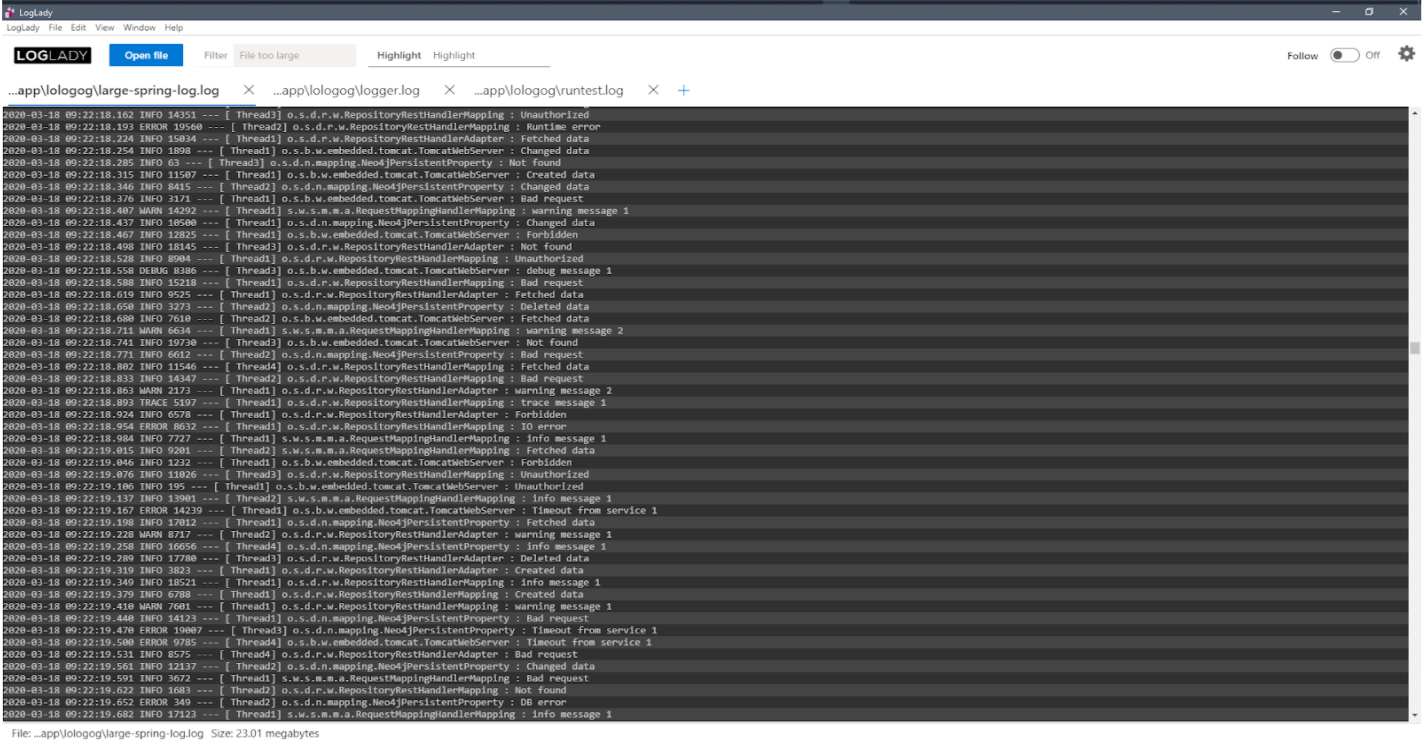 LogLady
LogLady File Edit View Window Help
LOGLADY Open file Filter File too large Highlight Highlight Follow Off
...app\lologog\large-spring-log.log ...app\lologog\logger.log ...app\lologog\runtest.log
2020-03-18 09:22:18.162 INFO 14351 --- [ Thread3] o.s.d.r.w.RepositoryRestHandlerMapping : Unauthorized
2020-03-18 09:22:18.193 ERROR 19560 --- [ Thread2] o.s.d.r.w.RepositoryRestHandlerMapping : Runtime error
2020-03-18 09:22:18.224 INFO 15034 --- [ Thread1] o.s.d.r.w.RepositoryRestHandlerAdapter : Fetched data
2020-03-18 09:22:18.254 INFO 1898 --- [ Thread1] o.s.b.w.embedded.tomcat.TomcatWebServer : Changed data
2020-03-18 09:22:18.285 INFO 63 --- [ Thread3] o.s.d.n.mapping.Neo4jPersistentProperty : Not found
2020-03-18 09:22:18.315 INFO 11507 --- [ Thread1] o.s.b.w.embedded.tomcat.TomcatWebServer : Created data
2020-03-18 09:22:18.346 INFO 8415 --- [ Thread2] o.s.d.n.mapping.Neo4jPersistentProperty : Changed data
2020-03-18 09:22:18.376 INFO 3171 --- [ Thread1] o.s.b.w.embedded.tomcat.TomcatWebServer : Bad request
2020-03-18 09:22:18.407 WARN 14292 --- [ Thread1] s.w.s.m.m.a.RequestMappingHandlerMapping : warning message 1
2020-03-18 09:22:18.437 INFO 10500 --- [ Thread1] o.s.d.n.mapping.Neo4jPersistentProperty : Changed data
2020-03-18 09:22:18.467 INFO 12825 --- [ Thread1] o.s.b.w.embedded.tomcat.TomcatWebServer : Forbidden
2020-03-18 09:22:18.498 INFO 18145 --- [ Thread3] o.s.d.r.w.RepositoryRestHandlerAdapter : Not found
2020-03-18 09:22:18.528 INFO 8904 --- [ Thread1] o.s.d.r.w.RepositoryRestHandlerMapping : Unauthorized
2020-03-18 09:22:18.558 DEBUG 8386 --- [ Thread3] o.s.b.w.embedded.tomcat.TomcatWebServer : debug message 1
2020-03-18 09:22:18.588 INFO 15218 --- [ Thread1] o.s.d.r.w.RepositoryRestHandlerMapping : Bad request
2020-03-18 09:22:18.619 INFO 9525 --- [ Thread1] o.s.d.r.w.RepositoryRestHandlerAdapter : Fetched data
2020-03-18 09:22:18.650 INFO 3273 --- [ Thread2] o.s.d.n.mapping.Neo4jPersistentProperty : Deleted data
2020-03-18 09:22:18.680 INFO 7610 --- [ Thread2] o.s.b.w.embedded.tomcat.TomcatWebServer : Fetched data
2020-03-18 09:22:18.711 WARN 6634 --- [ Thread1] s.w.s.m.m.a.RequestMappingHandlerMapping : warning message 2
2020-03-18 09:22:18.741 INFO 19730 --- [ Thread3] o.s.b.w.embedded.tomcat.TomcatWebServer : Not found
2020-03-18 09:22:18.771 INFO 6612 --- [ Thread2] o.s.d.n.mapping.Neo4jPersistentProperty : Bad request
2020-03-18 09:22:18.802 INFO 11546 --- [ Thread4] o.s.d.r.w.RepositoryRestHandlerMapping : Fetched data
2020-03-18 09:22:18.833 INFO 14347 --- [ Thread2] o.s.d.r.w.RepositoryRestHandlerMapping : Bad request
2020-03-18 09:22:18.863 WARN 2173 --- [ Thread1] o.s.d.r.w.RepositoryRestHandlerAdapter : warning message 2
2020-03-18 09:22:18.893 TRACE 5197 --- [ Thread1] o.s.d.r.w.RepositoryRestHandlerMapping : trace message 1
2020-03-18 09:22:18.924 INFO 6578 --- [ Thread1] o.s.d.r.w.RepositoryRestHandlerAdapter : Forbidden
2020-03-18 09:22:18.954 ERROR 8632 --- [ Thread1] o.s.d.r.w.RepositoryRestHandlerMapping : IO error
2020-03-18 09:22:18.984 INFO 7727 --- [ Thread1] s.w.s.m.m.a.RequestMappingHandlerMapping : info message 1
2020-03-18 09:22:19.015 INFO 9201 --- [ Thread2] s.w.s.m.m.a.RequestMappingHandlerMapping : Fetched data
2020-03-18 09:22:19.046 INFO 1232 --- [ Thread1] o.s.b.w.embedded.tomcat.TomcatWebServer : Forbidden
2020-03-18 09:22:19.076 INFO 11026 --- [ Thread3] o.s.d.r.w.RepositoryRestHandlerMapping : Unauthorized
2020-03-18 09:22:19.106 INFO 195 --- [ Thread1] o.s.b.w.embedded.tomcat.TomcatWebServer : Unauthorized
2020-03-18 09:22:19.137 INFO 13901 --- [ Thread2] s.w.s.m.m.a.RequestMappingHandlerMapping : info message 1
2020-03-18 09:22:19.167 ERROR 14239 --- [ Thread1] o.s.b.w.embedded.tomcat.TomcatWebServer : Timeout from service 1
2020-03-18 09:22:19.198 INFO 17012 --- [ Thread1] o.s.d.n.mapping.Neo4jPersistentProperty : Fetched data
2020-03-18 09:22:19.228 WARN 8717 --- [ Thread2] o.s.d.r.w.RepositoryRestHandlerAdapter : warning message 1
2020-03-18 09:22:19.258 INFO 16656 --- [ Thread4] o.s.d.n.mapping.Neo4jPersistentProperty : info message 1
2020-03-18 09:22:19.289 INFO 17780 --- [ Thread3] o.s.d.r.w.RepositoryRestHandlerAdapter : Deleted data
2020-03-18 09:22:19.319 INFO 3823 --- [ Thread1] o.s.d.r.w.RepositoryRestHandlerAdapter : Created data
2020-03-18 09:22:19.349 INFO 18521 --- [ Thread1] o.s.d.r.w.RepositoryRestHandlerMapping : info message 1
2020-03-18 09:22:19.379 INFO 6788 --- [ Thread1] o.s.d.r.w.RepositoryRestHandlerMapping : Created data
2020-03-18 09:22:19.410 WARN 7601 --- [ Thread1] o.s.d.r.w.RepositoryRestHandlerMapping : warning message 1
2020-03-18 09:22:19.440 INFO 14123 --- [ Thread1] o.s.d.n.mapping.Neo4jPersistentProperty : Bad request
2020-03-18 09:22:19.470 ERROR 19007 --- [ Thread3] o.s.d.n.mapping.Neo4jPersistentProperty : Timeout from service 1
2020-03-18 09:22:19.500 ERROR 9785 --- [ Thread4] o.s.b.w.embedded.tomcat.TomcatWebServer : Timeout from service 1
2020-03-18 09:22:19.531 INFO 8575 --- [ Thread4] o.s.d.r.w.RepositoryRestHandlerAdapter : Bad request
2020-03-18 09:22:19.561 INFO 12137 --- [ Thread2] o.s.d.n.mapping.Neo4jPersistentProperty : Changed data
2020-03-18 09:22:19.591 INFO 3672 --- [ Thread1] s.w.s.m.m.a.RequestMappingHandlerMapping : Bad request
2020-03-18 09:22:19.622 INFO 1683 --- [ Thread2] o.s.d.r.w.RepositoryRestHandlerMapping : Not found
2020-03-18 09:22:19.652 ERROR 349 --- [ Thread2] o.s.d.n.mapping.Neo4jPersistentProperty : DB error
2020-03-18 09:22:19.682 INFO 17123 --- [ Thread1] s.w.s.m.m.a.RequestMappingHandlerMapping : info message 1
File: ...app\lologog\large-spring-log.log Size: 23.01 megabytes